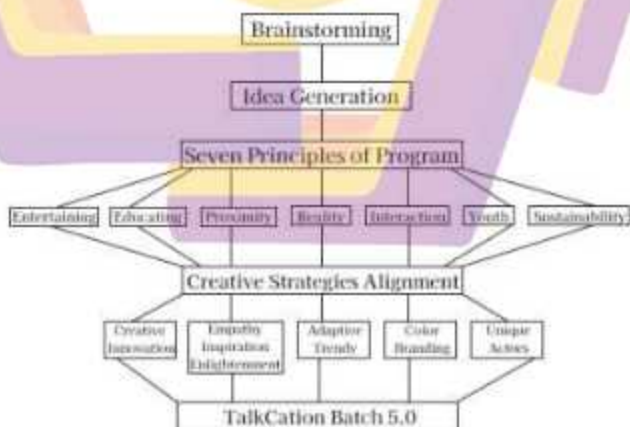 Brainstorming
Idea Generation
Seven Principles of Program
Entertaining Educating Proximity Reality Interaction Youth Sustainability
Creative Strategies Alignment
Creative Empathy Adaptive Color Unique
Innovation Inspiration Trendy Branding Actors
Enlightenment
TalkCation Batch 5.0